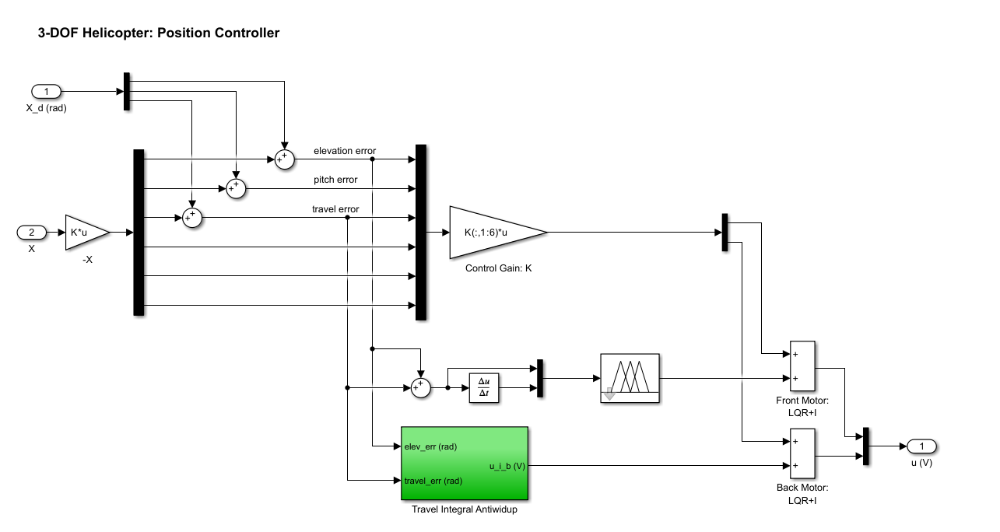 3-DOF Helicopter: Position Controller
1
X_d (rad)
elevation error
+
+
pitch error
+
+
travel error
+
+
2
X
K*u
-X
K(:,1:6)*u
Control Gain: K
+
+
Δu
Δt
+
+
Front Motor:
LQR+I
elev_err (rad)
u_i_b (V)
travel_err (rad)
Travel Integral Antiwidup
+
+
Back Motor:
LQR+I
1
u (V)